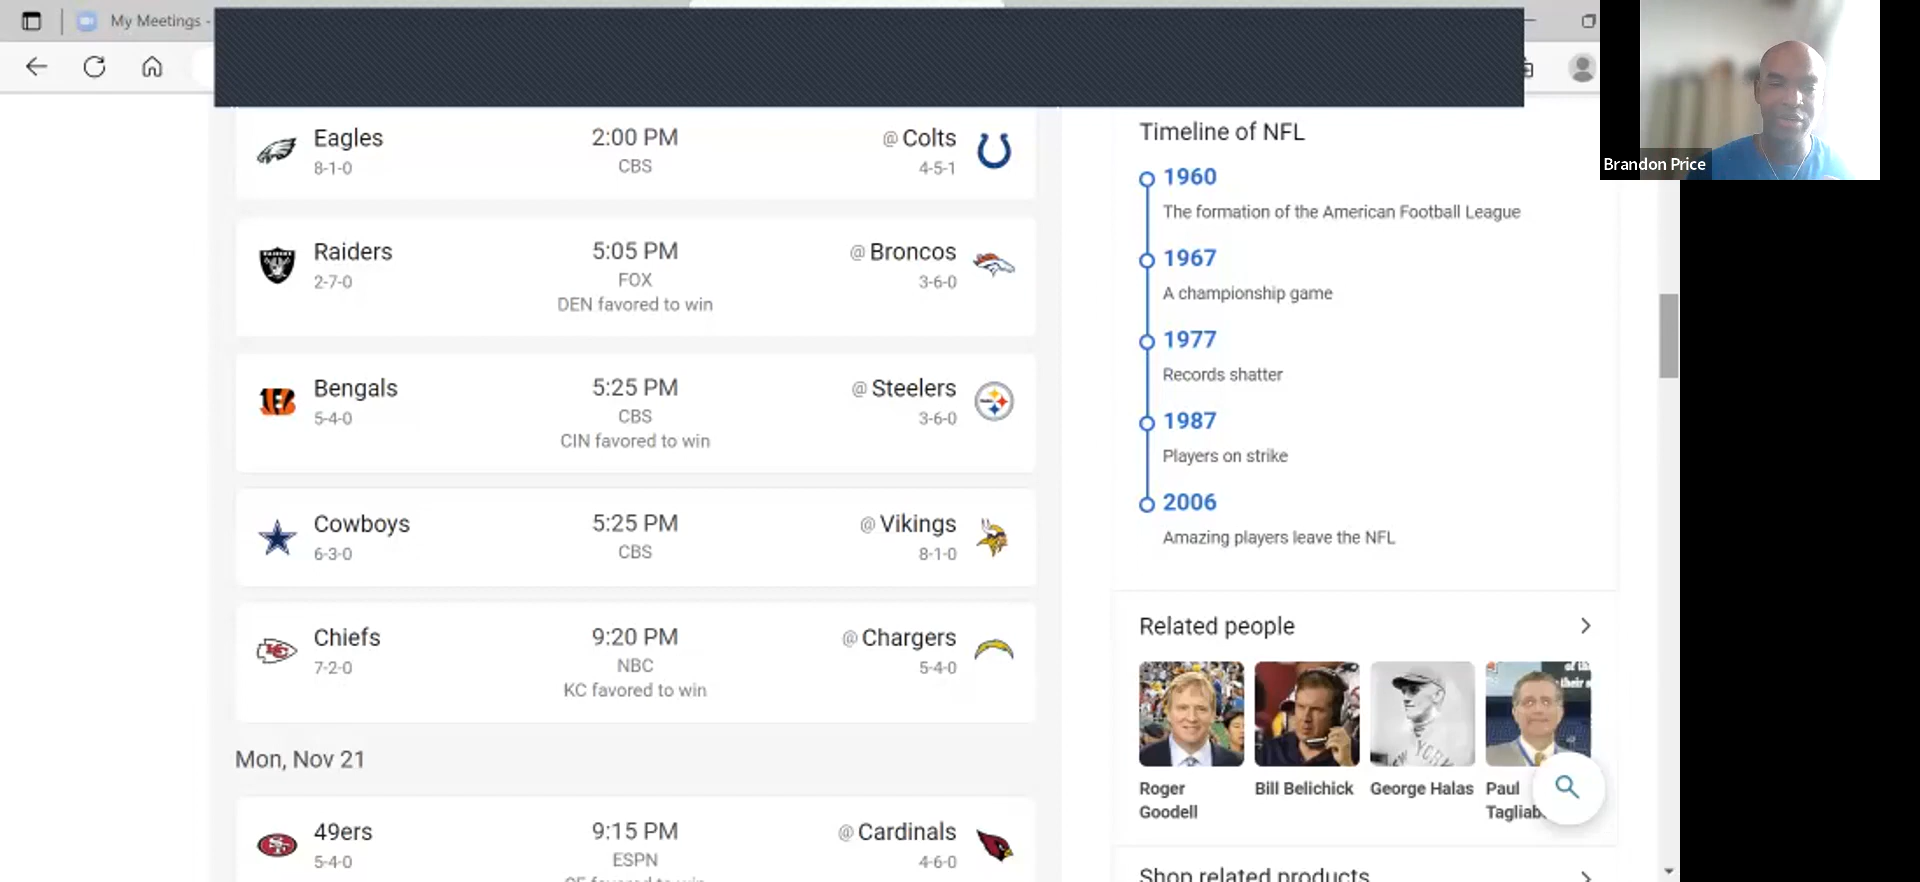 My Meetings -
Brandon Price
Eagles
8-1-0
2:00 PM
CBS
@ Colts
4-5-1
Raiders
2-7-0
5:05 PM
FOX
DEN favored to win
@ Broncos
3-6-0
Bengals
5-4-0
5:25 PM
CBS
CIN favored to win
@ Steelers
3-6-0
Cowboys
6-3-0
5:25 PM
CBS
@ Vikings
8-1-0
Chiefs
7-2-0
9:20 PM
NBC
KC favored to win
@ Chargers
5-4-0
Mon, Nov 21
49ers
5-4-0
9:15 PM
ESPN
@ Cardinals
4-6-0
Timeline of NFL
1960
The formation of the American Football League
1967
A championship game
1977
Records shatter
1987
Players on strike
2006
Amazing players leave the NFL
Related people
Roger
Goodell
Bill Belichick
George Halas
Paul
Tagliab
Shop related products